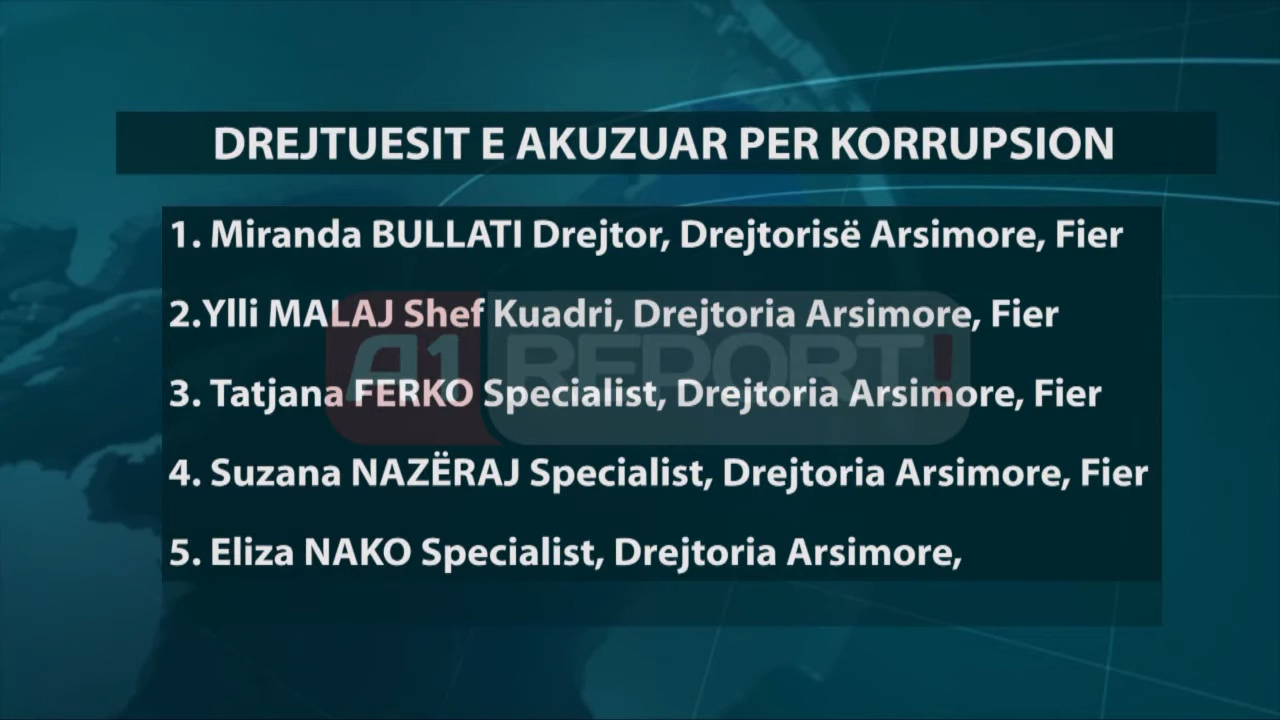 DREJTUESIT E AKUZUAR PER KORRUPSION
1. Miranda BULLATI Drejtor, Drejtorisë Arsimore, Fier
2.Ylli MALAJ Shef Kuadri, Drejtoria Arsimore, Fier
A1 REPORT!
3. Tatjana FERKO Specialist, Drejtoria Arsimore, Fier
4. Suzana NAZËRAJ Specialist, Drejtoria Arsimore, Fier
5. Eliza NAKO Specialist, Drejtoria Arsimore,